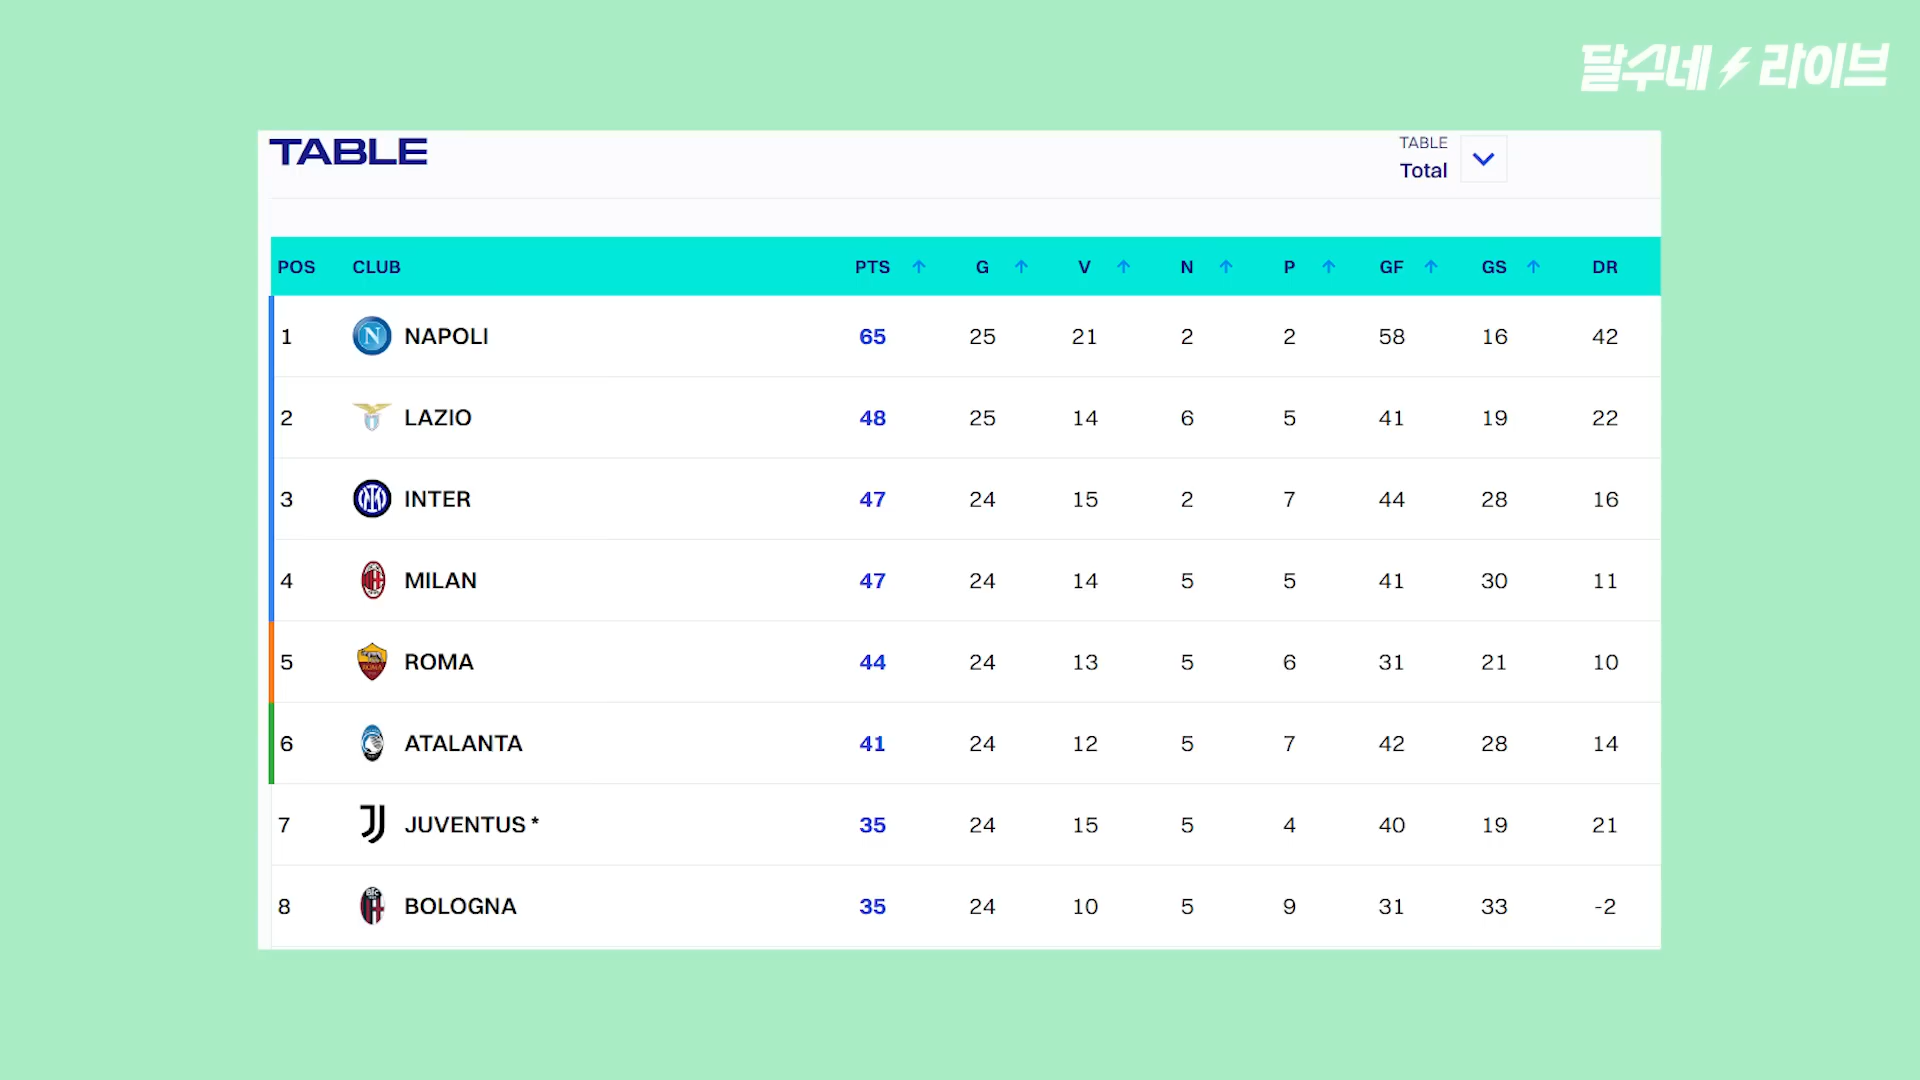 달수네 라이브
TABLE
TABLE
Total
POS CLUB PTS G V N P GF GS DR
1 NAPOLI 65 25 21 2 2 58 16 42
2 LAZIO 48 25 14 6 5 41 19 22
3 INTER 47 24 15 2 7 44 28 16
4 MILAN 47 24 14 5 5 41 30 11
5 ROMA 44 24 13 5 6 31 21 10
6 ATALANTA 41 24 12 5 7 42 28 14
7 JUVENTUS * 35 24 15 5 4 40 19 21
8 BOLOGNA 35 24 10 5 9 31 33 -2